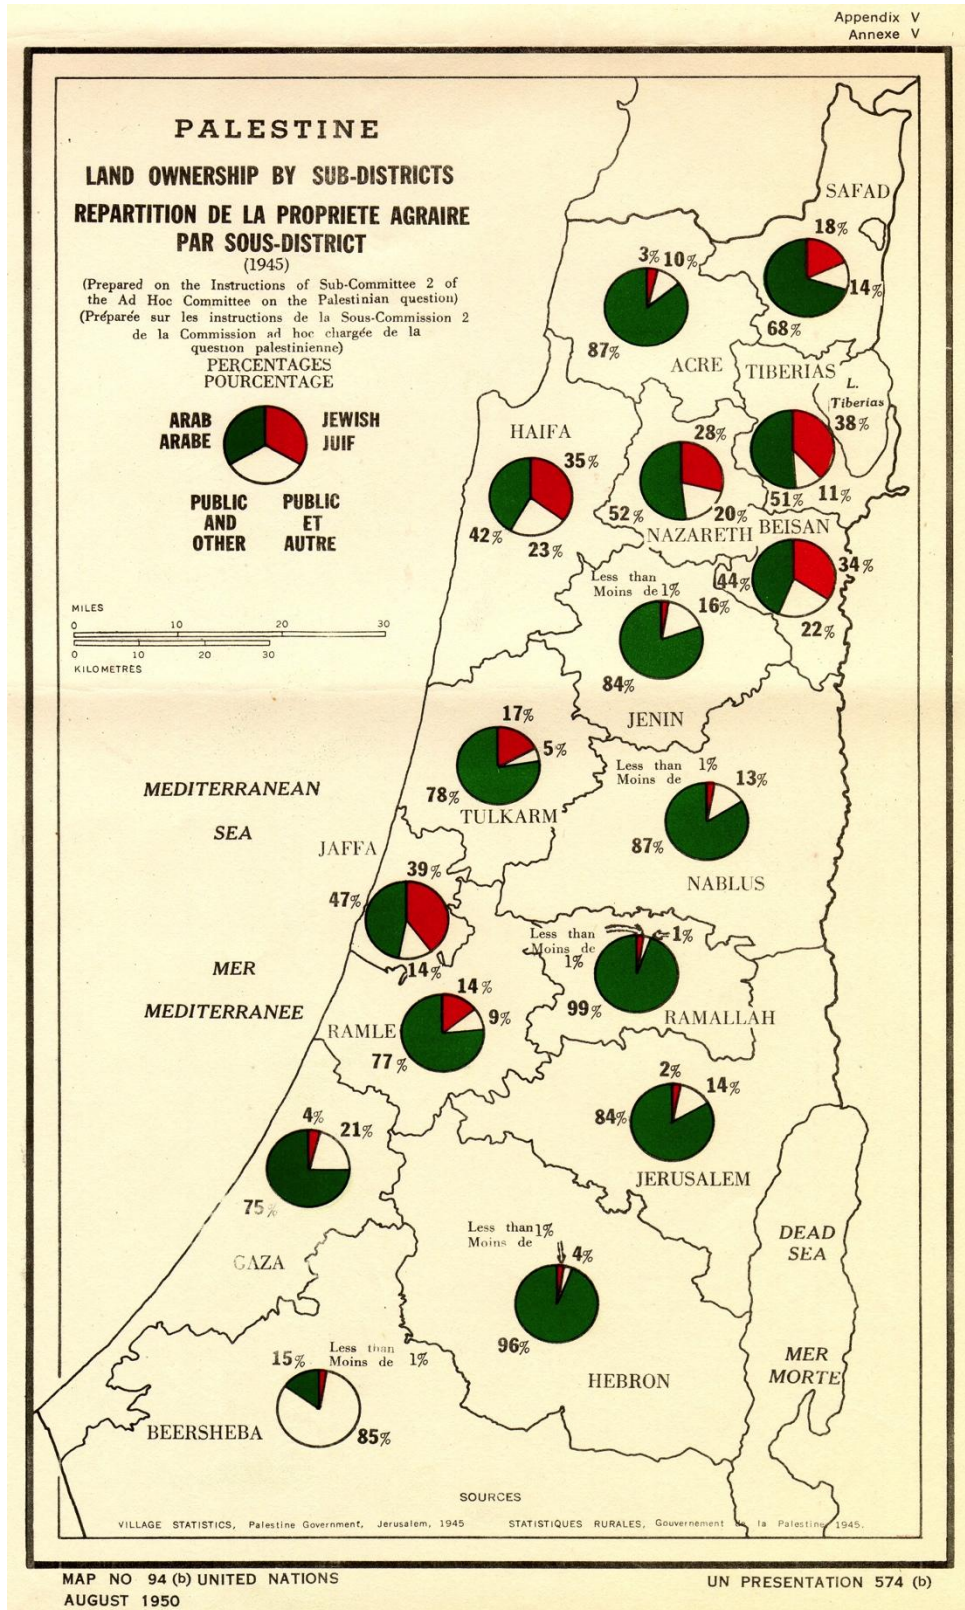 Appendix V
Annexe V
PALESTINE
LAND OWNERSHIP BY SUB-DISTRICTS
REPARTITION DE LA PROPRIETE AGRAIRE
PAR SOUS-DISTRICT
(1945)
(Prepared on the Instructions of Sub-Committee 2 of
the Ad Hoc Committee on the Palestinian question)
(Préparée sur les instructions de la Sous-Commission 2
de la Commission ad hoc chargée de la
question palestinienne)
PERCENTAGES
POURCENTAGE
ARAB
ARABE
JEWISH
JUIF
PUBLIC
AND
OTHER
PUBLIC
ET
AUTRE
MILES
0 10 20 30
0 10 20 30
KILOMETRES
SAFAD
18%
14%
68%
3% 10%
87%
ACRE
TIBERIAS
L.
Tiberias
38%
11%
51%
HAIFA
35%
42%
23%
28%
52%
20%
NAZARETH
BEISAN
34%
44%
22%
Less than
Moins de 1%
16%
84%
JENIN
17%
5%
78%
TULKARM
Less than
Moins de
1%
13%
87%
NABLUS
MEDITERRANEAN
SEA
MER
MEDITERRANEE
JAFFA
39%
47%
14%
Less than
Moins de
1%
1%
99%
RAMALLAH
14%
9%
RAMLE
77%
2%
14%
84%
JERUSALEM
4%
21%
75%
GAZA
Less than 1%
Moins de
4%
96%
HEBRON
DEAD
SEA
MER
MORTE
15%
Less than
Moins de 1%
85%
BEERSHEBA
SOURCES
VILLAGE STATISTICS, Palestine Government, Jerusalem, 1945 STATISTIQUES RURALES, Gouvernement de la Palestine, 1945.
MAP NO 94 (b) UNITED NATIONS
AUGUST 1950
UN PRESENTATION 574 (b)